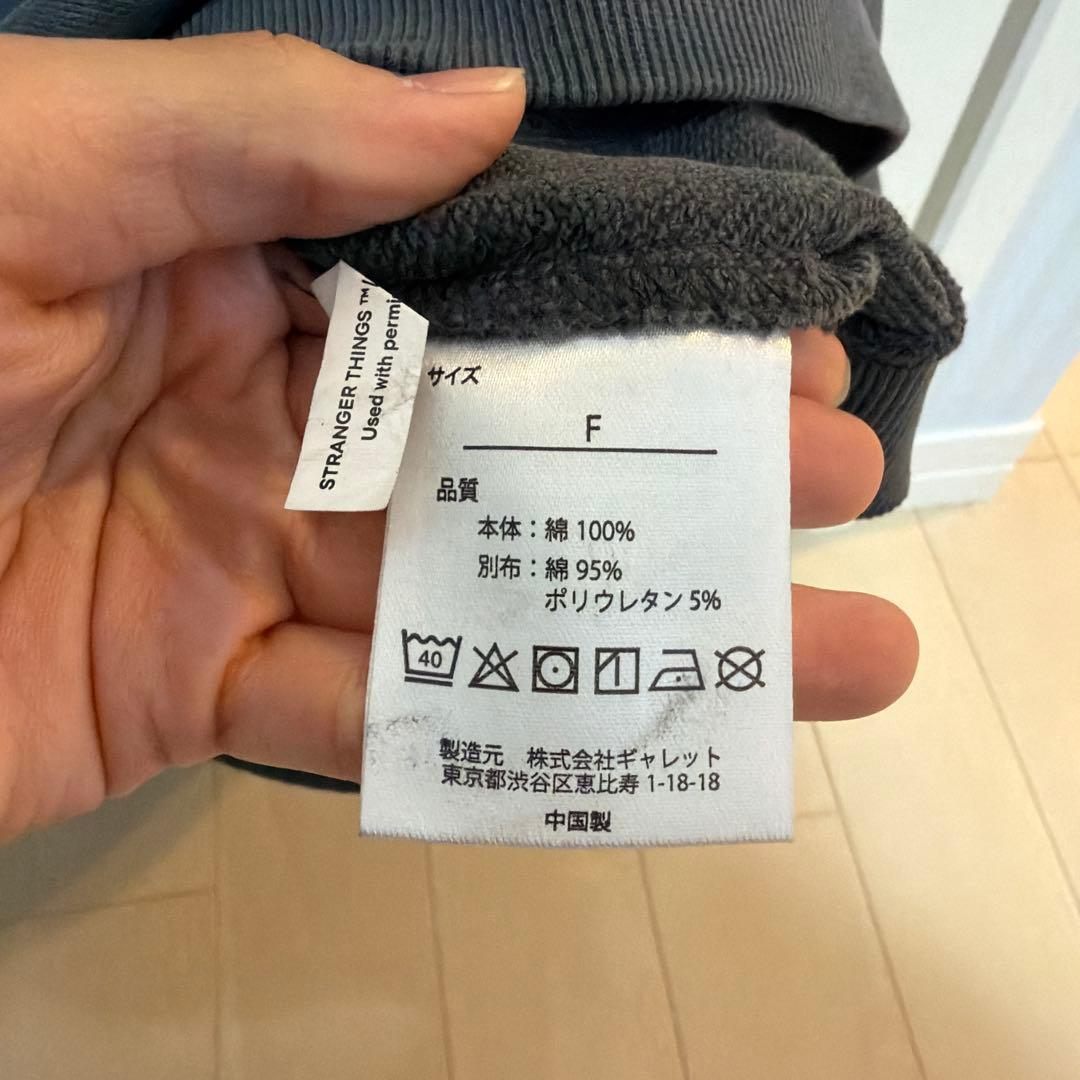 STRANGER THINGS ™/
Used with permi
サイズ
F
品質
本体：綿 100%
別布：綿 95%
ポリウレタン 5%
40
製造元　株式会社ギャレット
東京都渋谷区恵比寿 1-18-18
中国製